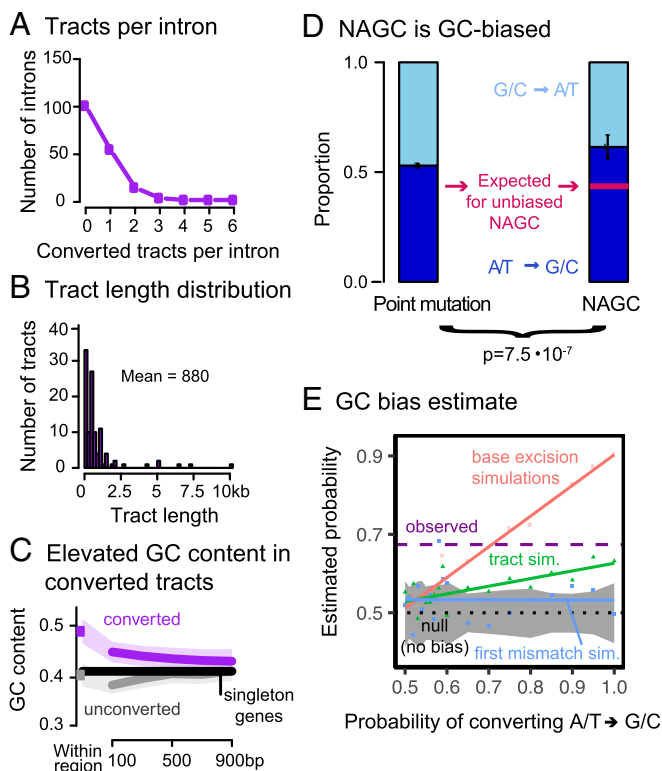 A Tracts per intron
Number of introns
150
100
50
0
0 1 2 3 4 5 6
Converted tracts per intron
B Tract length distribution
Number of tracts
40
30
20
10
0
Mean = 880
0 2.5 5 7.5 10kb
Tract length
C Elevated GC content in
converted tracts
GC content
0.5
0.4
0.3
converted
unconverted
singleton
genes
Within
region
100 500 900bp
D NAGC is GC-biased
Proportion
1.0
0.5
0.0
G/C → A/T
→ Expected →
for unbiased
NAGC
A/T → G/C
Point mutation NAGC
p=7.5 •10-7
E GC bias estimate
Estimated probability
0.9
0.7
0.5
base excision
simulations
observed
tract sim.
null
(no bias)
first mismatch sim.
0.5 0.6 0.7 0.8 0.9 1.0
Probability of converting A/T → G/C